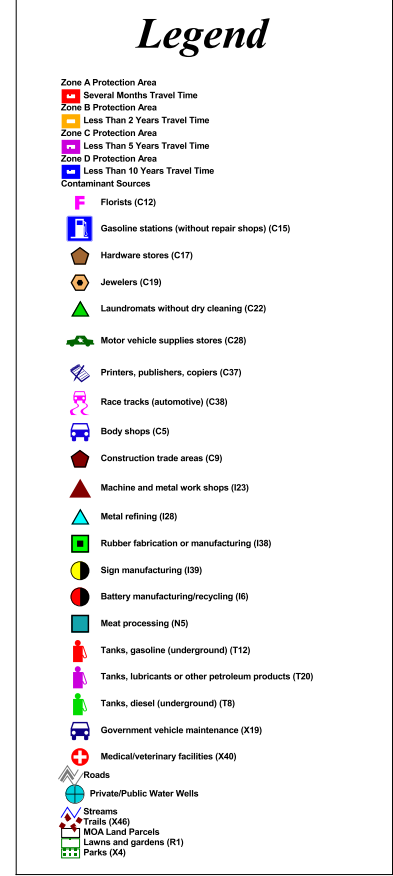 Legend
Zone A Protection Area
Several Months Travel Time
Zone B Protection Area
Less Than 2 Years Travel Time
Zone C Protection Area
Less Than 5 Years Travel Time
Zone D Protection Area
Less Than 10 Years Travel Time
Contaminant Sources
F Florists (C12)
Gasoline stations (without repair shops) (C15)
Hardware stores (C17)
Jewelers (C19)
Laundromats without dry cleaning (C22)
Motor vehicle supplies stores (C28)
Printers, publishers, copiers (C37)
Race tracks (automotive) (C38)
Body shops (C5)
Construction trade areas (C9)
Machine and metal work shops (I23)
Metal refining (I28)
Rubber fabrication or manufacturing (I38)
Sign manufacturing (I39)
Battery manufacturing/recycling (I6)
Meat processing (N5)
Tanks, gasoline (underground) (T12)
Tanks, lubricants or other petroleum products (T20)
Tanks, diesel (underground) (T8)
Government vehicle maintenance (X19)
Medical/veterinary facilities (X40)
Roads
Private/Public Water Wells
Streams
Trails (X46)
MOA Land Parcels
Lawns and gardens (R1)
Parks (X4)